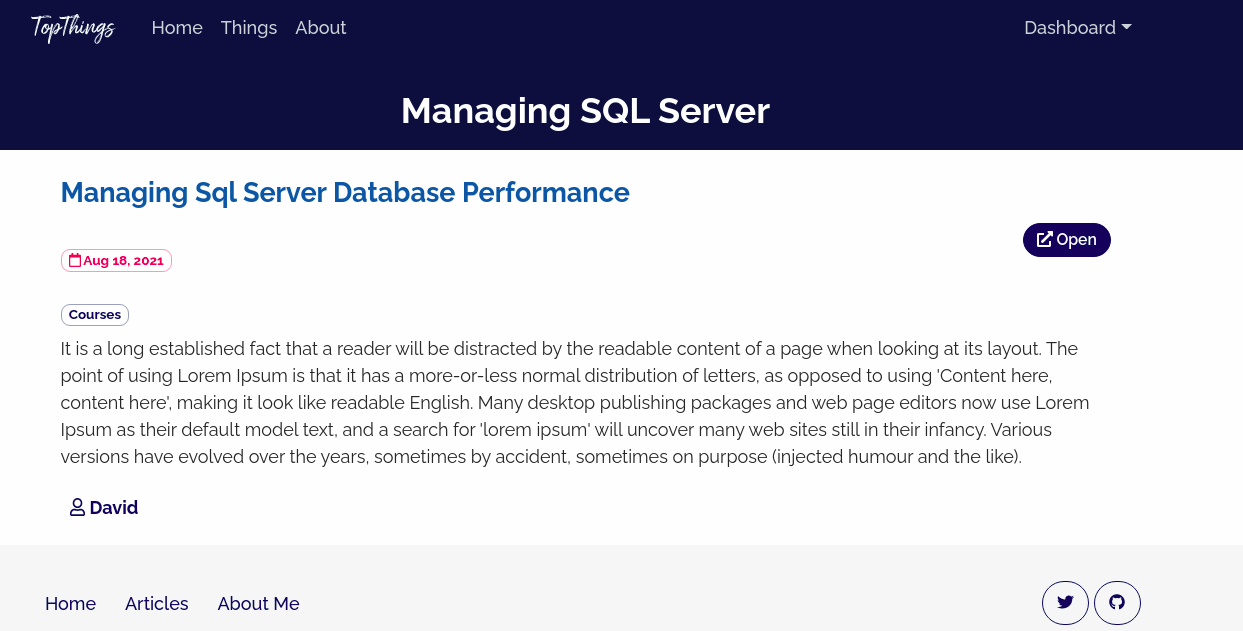 TopThings Home Things About Dashboard
Managing SQL Server
Managing Sql Server Database Performance
Open
Aug 18, 2021
Courses
It is a long established fact that a reader will be distracted by the readable content of a page when looking at its layout. The
point of using Lorem Ipsum is that it has a more-or-less normal distribution of letters, as opposed to using 'Content here,
content here', making it look like readable English. Many desktop publishing packages and web page editors now use Lorem
Ipsum as their default model text, and a search for 'lorem ipsum' will uncover many web sites still in their infancy. Various
versions have evolved over the years, sometimes by accident, sometimes on purpose (injected humour and the like).
David
Home Articles About Me